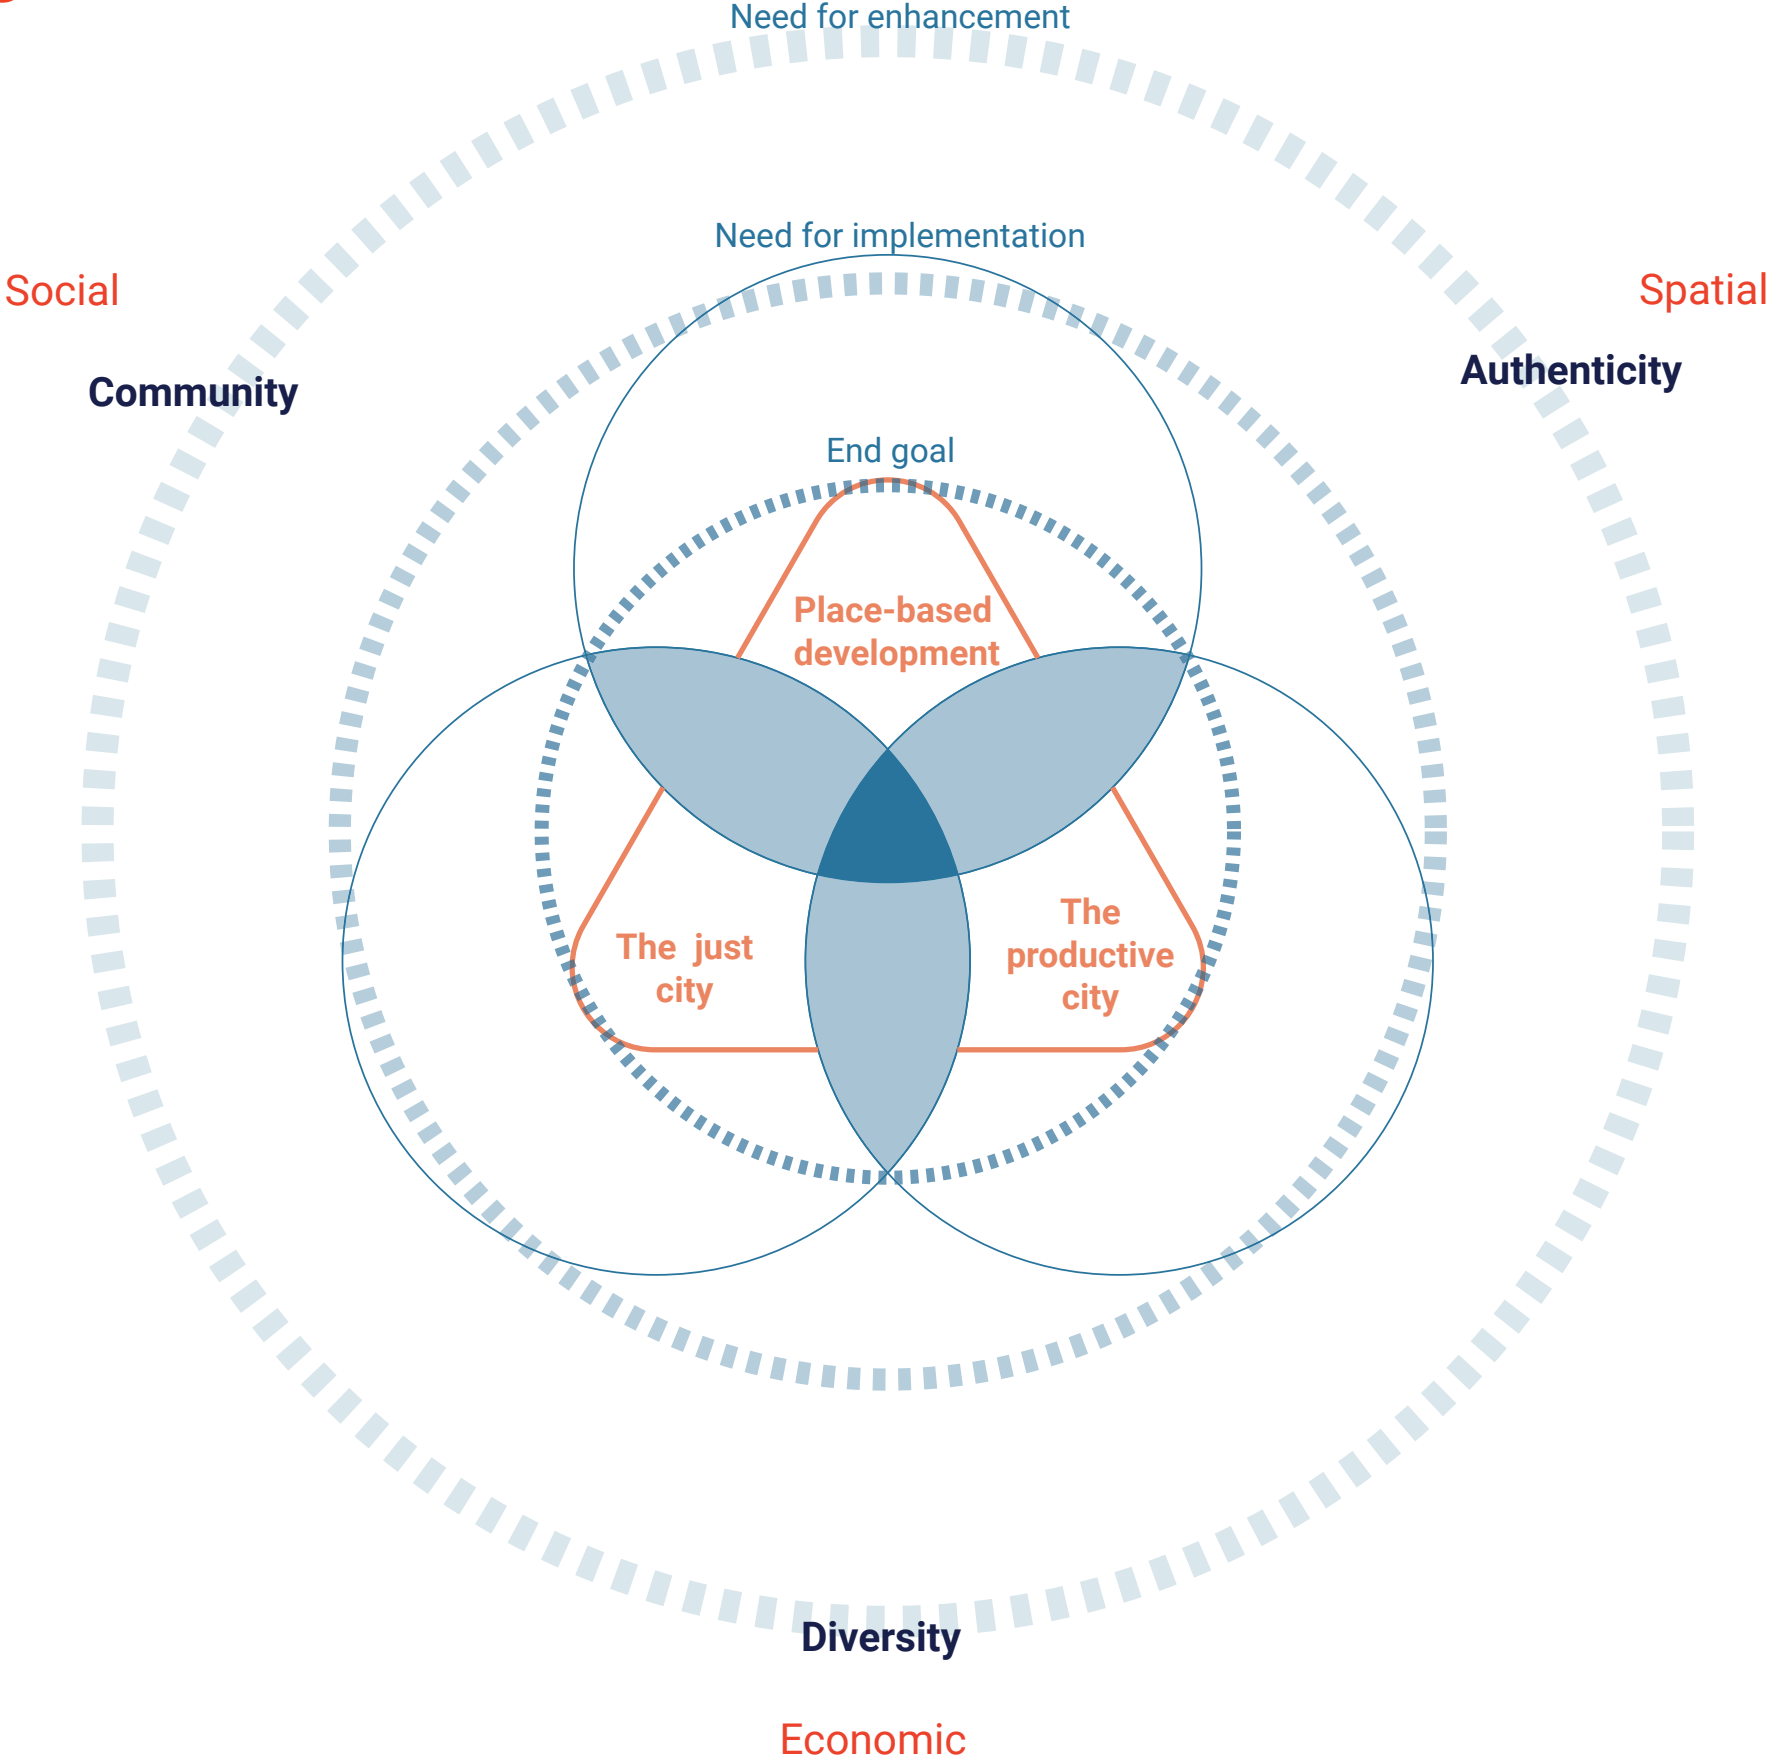 Need for enhancement
Need for implementation
Social
Spatial
Community
Authenticity
End goal
Place-based
development
The just
city
The
productive
city
Diversity
Economic